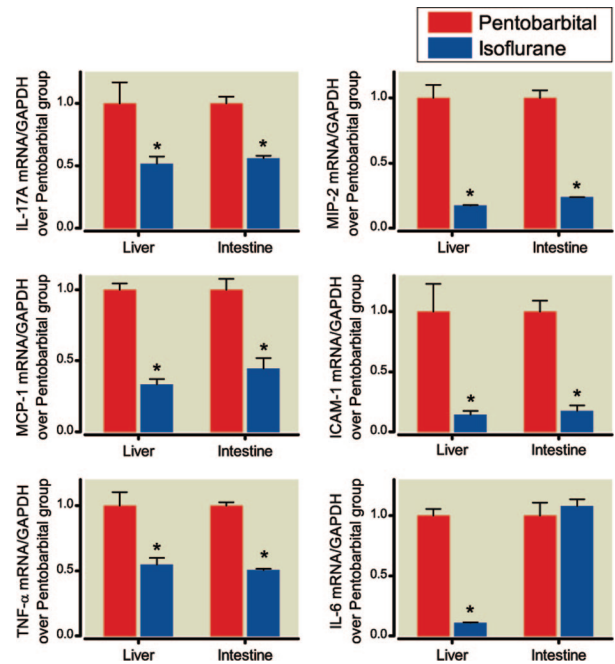 Pentobarbital
Isoflurane
IL-17A mRNA/GAPDH
over Pentobarbital group
1.0
0.5
0.0
*
*
Liver
Intestine
MIP-2 mRNA/GAPDH
over Pentobarbital group
1.0
0.5
0.0
*
*
Liver
Intestine
MCP-1 mRNA/GAPDH
over Pentobarbital group
1.0
0.5
0.0
*
*
Liver
Intestine
ICAM-1 mRNA/GAPDH
over Pentobarbital group
1.0
0.5
0.0
*
*
Liver
Intestine
TNF-α mRNA/GAPDH
over Pentobarbital group
1.0
0.5
0.0
*
*
Liver
Intestine
IL-6 mRNA/GAPDH
over Pentobarbital group
1.0
0.5
0.0
*
Liver
Intestine